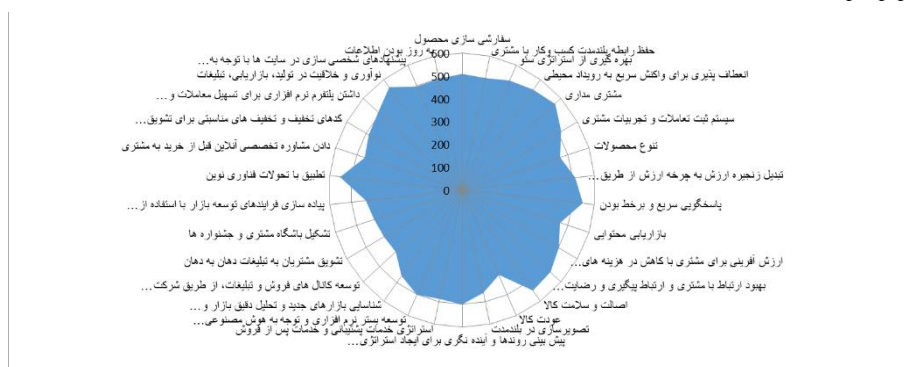 سفارشی سازی محصول
حفظ رابطه بلندمدت کسب وکار با مشتری
بهره گیری از استراتژی سئو
انعطاف پذیری برای واکنش سریع به رویداد محیطی
مشتری مداری
سیستم ثبت تعاملات و تجربیات مشتری
تنوع محصولات
تبدیل زنجیره ارزش به چرخه ارزش از طریق...
پاسخگویی سریع و برخط بودن
بازاریابی محتوایی
ارزش آفرینی برای مشتری با کاهش در هزینه های...
بهبود ارتباط با مشتری و ارتباط پیگیری و رضایت...
اصالت و سلامت کالا
عودت کالا
تصویرسازی در بلندمدت
پیش بینی روندها و آینده نگری برای ایجاد استراتژی...
استراتژی خدمات پشتیبانی و خدمات پس از فروش
توسعه بستر نرم افزاری و توجه به هوش مصنوعی...
شناسایی بازارهای جدید و تحلیل دقیق بازار و...
توسعه کانال های فروش و تبلیغات، از طریق شرکت...
تشویق مشتریان به تبلیغات دهان به دهان
تشکیل باشگاه مشتری و جشنواره ها
پیاده سازی فرایندهای توسعه بازار با استفاده از...
تطبیق با تحولات فناوری نوین
دادن مشاوره تخصصی آنلاین قبل از خرید به مشتری
کدهای تخفیف و تخفیف های مناسبتی برای تشویق...
داشتن پلتفرم نرم افزاری برای تسهیل معاملات و...
نوآوری و خلاقیت در تولید، بازاریابی، تبلیغات
پیشنهادهای شخصی سازی در سایت ها با توجه به...
به روز بودن اطلاعات
600
500
400
300
200
100
0